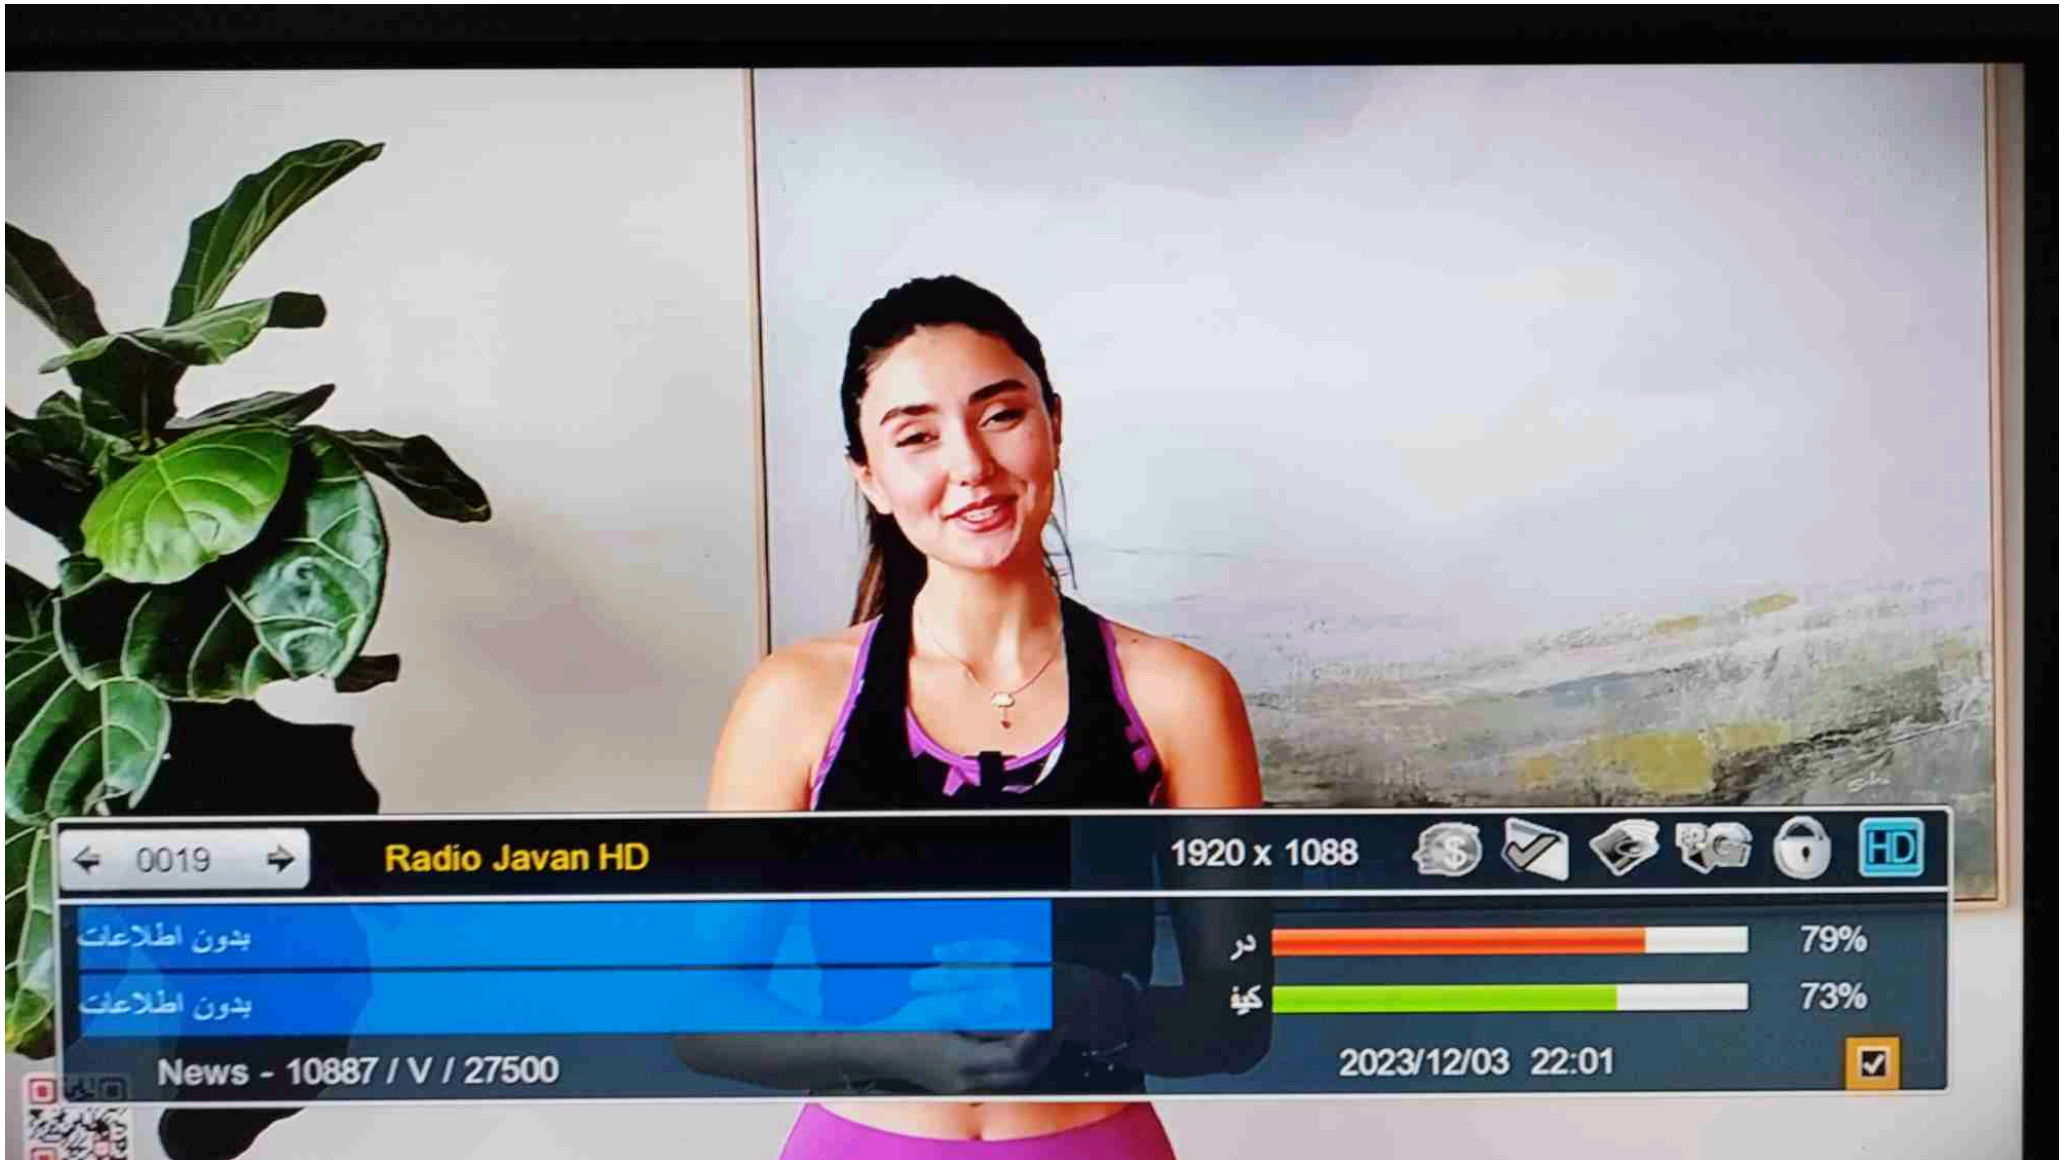 0019 Radio Javan HD 1920 x 1088 HD
بدون اطلاعات در 79%
بدون اطلاعات کیف 73%
News - 10887 / V / 27500 2023/12/03 22:01